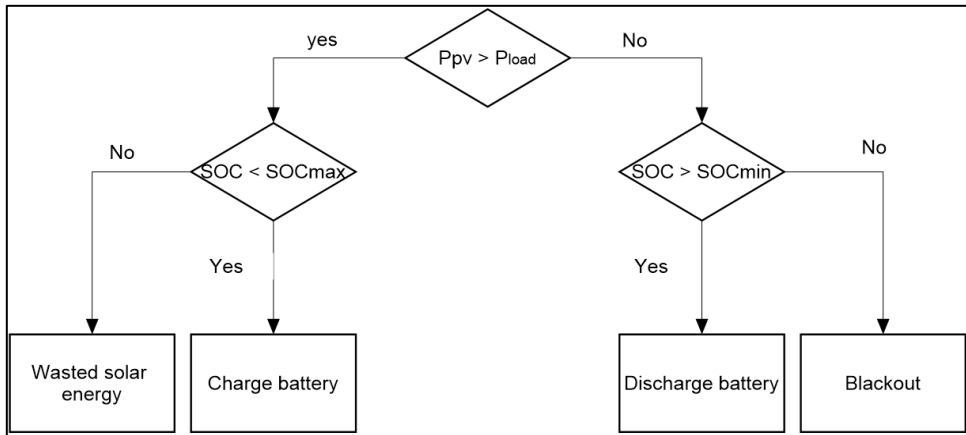 yes
Ppv > Pload
No
No
SOC < SOCmax
SOC > SOCmin
No
Yes
Yes
Wasted solar
energy
Charge battery
Discharge battery
Blackout